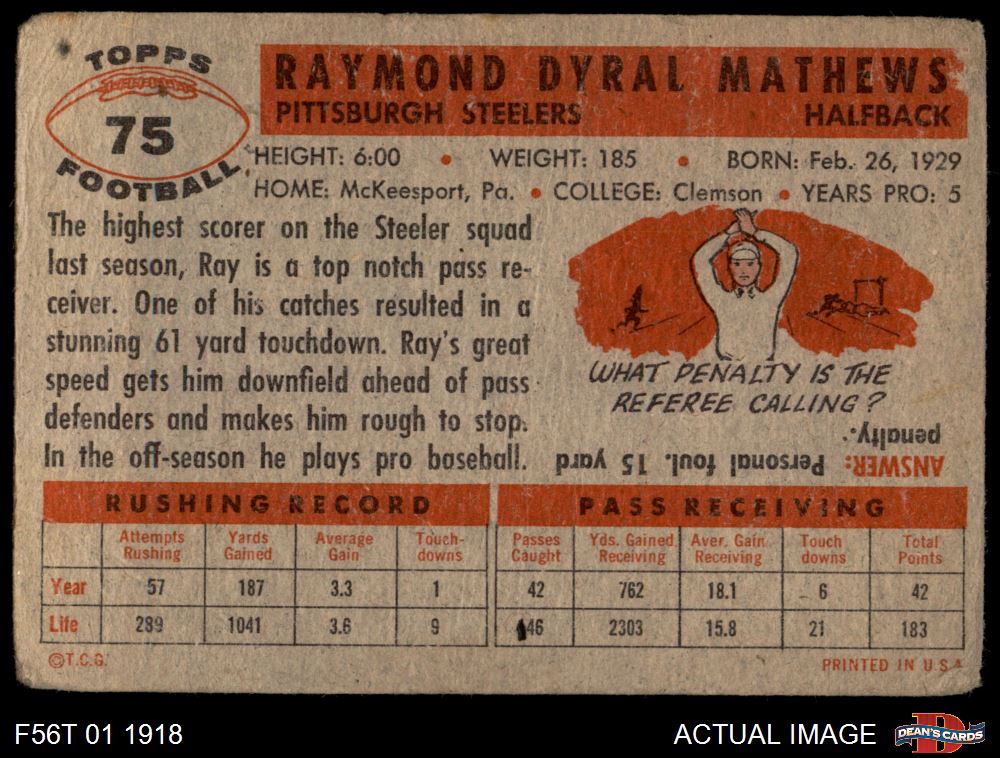 TOPPS
75
FOOTBALL
RAYMOND DYRAL MATHEWS
PITTSBURGH STEELERS HALFBACK
HEIGHT: 6:00 • WEIGHT: 185 • BORN: Feb. 26, 1929
HOME: McKeesport, Pa. • COLLEGE: Clemson • YEARS PRO: 5
The highest scorer on the Steeler squad
last season, Ray is a top notch pass re-
ceiver. One of his catches resulted in a
stunning 61 yard touchdown. Ray's great
speed gets him downfield ahead of pass
defenders and makes him rough to stop.
In the off-season he plays pro baseball.
WHAT PENALTY IS THE
REFEREE CALLING?
ANSWER: Personal foul. 15 yard
penalty.
RUSHING RECORD
Attempts Rushing Yards Gained Average Gain Touch-downs
Year 57 187 3.3 1
Life 289 1041 3.6 9
PASS RECEIVING
Passes Caught Yds. Gained Receiving Aver. Gain Receiving Touch downs Total Points
42 762 18.1 6 42
146 2303 15.8 21 183
©T.C.G. PRINTED IN U.S.A
F56T 01 1918 ACTUAL IMAGE D DEAN'S CARDS